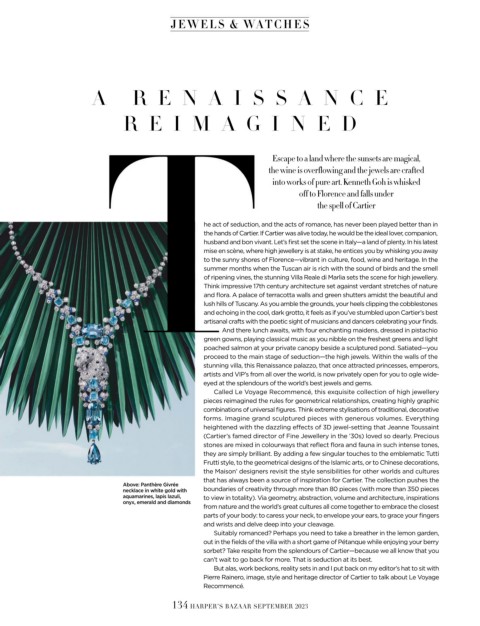 JEWELS & WATCHES
A RENAISSANCE
REIMAGINED
Escape to a land where the sunsets are magical,
the wine is overflowing and the jewels are crafted
into works of pure art. Kenneth Goh is whisked
off to Florence and falls under
the spell of Cartier
The act of seduction, and the acts of romance, has never been played better than in
the hands of Cartier. If Cartier was alive today, he would be the ideal lover, companion,
husband and bon vivant. Let's first set the scene in Italy—a land of plenty. In his latest
mise en scène, where high jewellery is at stake, he entices you by whisking you away
to the sunny shores of Florence—vibrant in culture, food, wine and heritage. In the
summer months when the Tuscan air is rich with the sound of birds and the smell
of ripening vines, the stunning Villa Reale di Marlia sets the scene for high jewellery.
Think impressive 17th century architecture set against verdant stretches of nature
and flora. A palace of terracotta walls and green shutters amidst the beautiful and
lush hills of Tuscany. As you amble the grounds, your heels clipping the cobblestones
and echoing in the cool, dark grotto, it feels as if you've stumbled upon Cartier's best
artisanal crafts with the poetic sight of musicians and dancers celebrating your finds.
And there lunch awaits, with four enchanting maidens, dressed in pistachio
green gowns, playing classical music as you nibble on the freshest greens and light
poached salmon at your private canopy beside a sculptured pond. Satiated—you
proceed to the main stage of seduction—the high jewels. Within the walls of the
stunning villa, this Renaissance palazzo, that once attracted princesses, emperors,
artists and VIP's from all over the world, is now privately open for you to ogle wide-
eyed at the splendours of the world's best jewels and gems.
Called Le Voyage Recommencé, this exquisite collection of high jewellery
pieces reimagined the rules for geometrical relationships, creating highly graphic
combinations of universal figures. Think extreme stylisations of traditional, decorative
forms. Imagine grand sculptured pieces with generous volumes. Everything
heightened with the dazzling effects of 3D jewel-setting that Jeanne Toussaint
(Cartier's famed director of Fine Jewellery in the '30s) loved so dearly. Precious
stones are mixed in colourways that reflect flora and fauna in such intense tones,
they are simply brilliant. By adding a few singular touches to the emblematic Tutti
Frutti style, to the geometrical designs of the Islamic arts, or to Chinese decorations,
the Maison' designers revisit the style sensibilities for other worlds and cultures
that has always been a source of inspiration for Cartier. The collection pushes the
boundaries of creativity through more than 80 pieces (with more than 350 pieces
to view in totality). Via geometry, abstraction, volume and architecture, inspirations
from nature and the world's great cultures all come together to embrace the closest
parts of your body: to caress your neck, to envelope your ears, to grace your fingers
and wrists and delve deep into your cleavage.
Suitably romanced? Perhaps you need to take a breather in the lemon garden,
out in the fields of the villa with a short game of Pétanque while enjoying your berry
sorbet? Take respite from the splendours of Cartier—because we all know that you
can't wait to go back for more. That is seduction at its best.
But alas, work beckons, reality sets in and I put back on my editor's hat to sit with
Pierre Rainero, image, style and heritage director of Cartier to talk about Le Voyage
Recommencé.
Above: Panthère Givrée
necklace in white gold with
aquamarines, lapis lazuli,
onyx, emerald and diamonds
134 HARPER'S BAZAAR SEPTEMBER 2023